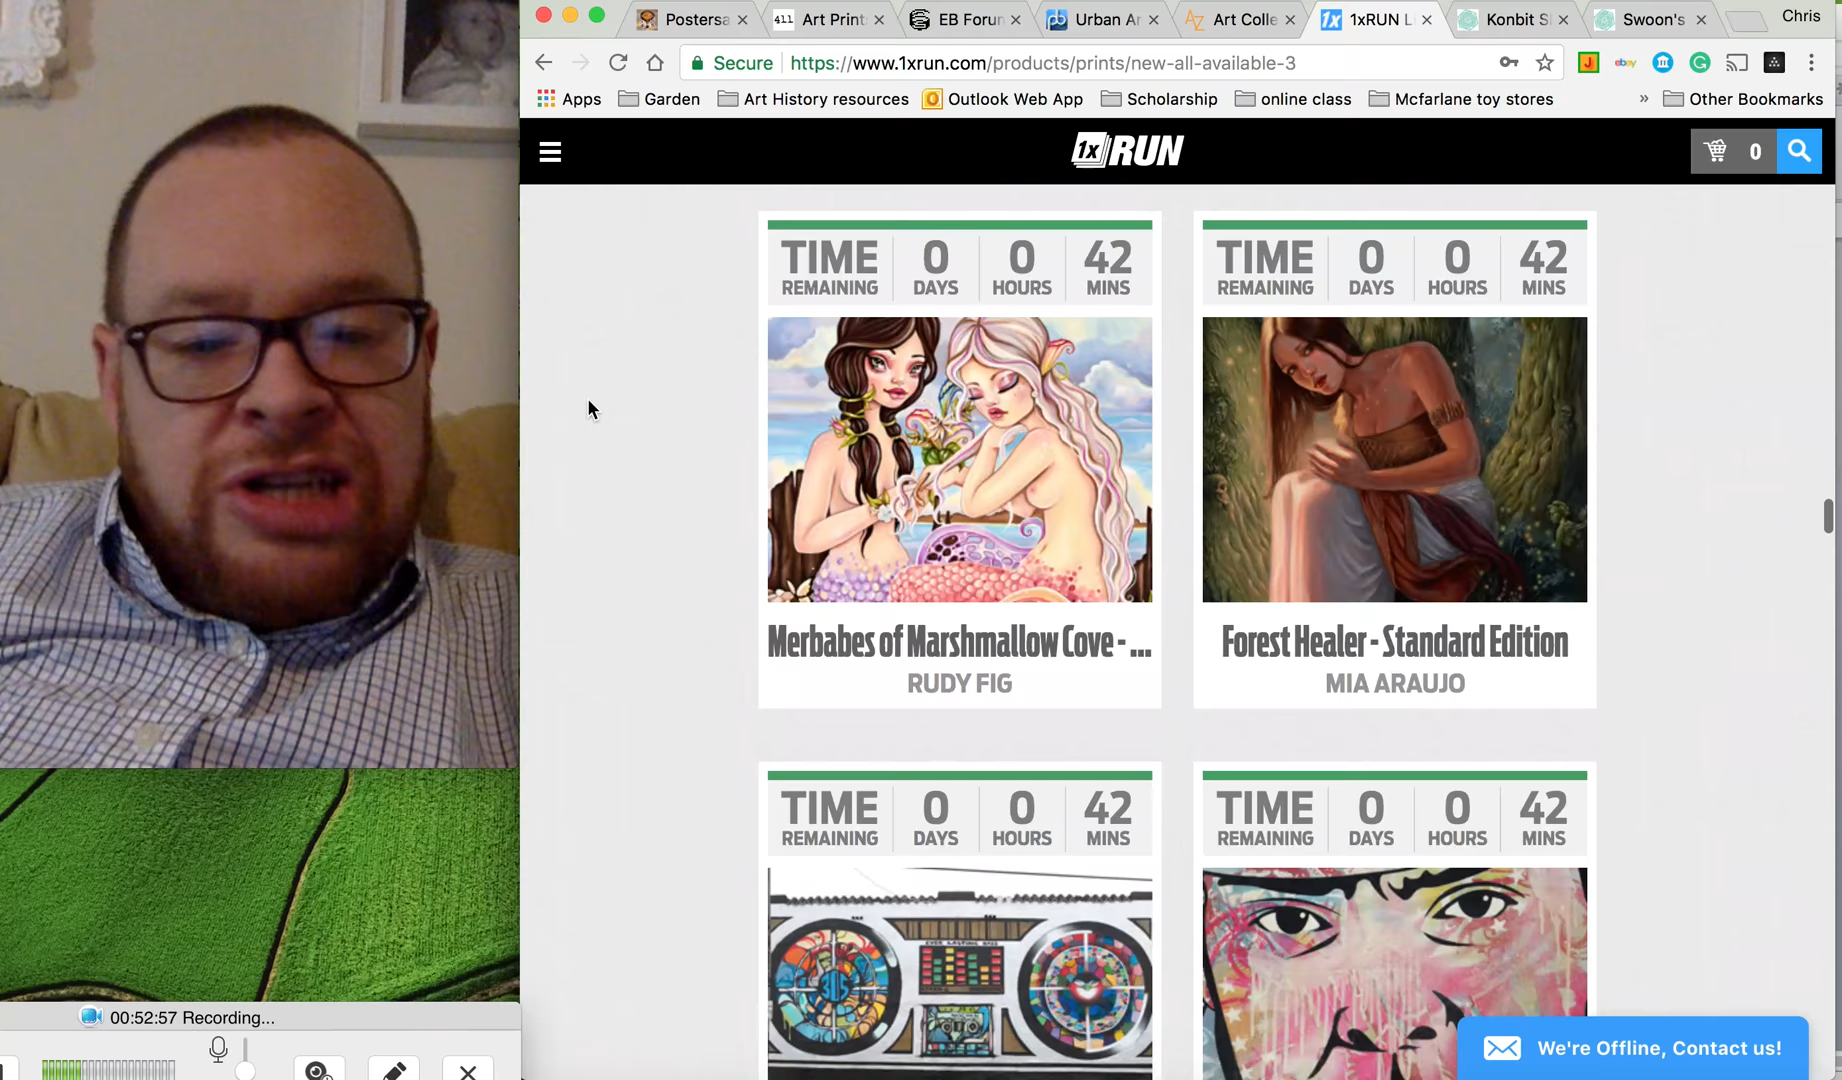 Postersa
Art Print
EB Forun
Urban Ar
Art Colle
1xRUN L
Konbit S
Swoon's
Chris
Secure
https://www.1xrun.com/products/prints/new-all-available-3
ebay
Apps
Garden
Art History resources
Outlook Web App
Scholarship
online class
Mcfarlane toy stores
»
Other Bookmarks
1xRUN
0
TIME REMAINING
0 DAYS
0 HOURS
42 MINS
TIME REMAINING
0 DAYS
0 HOURS
42 MINS
Merbabes of Marshmallow Cove - ...
RUDY FIG
Forest Healer - Standard Edition
MIA ARAUJO
TIME REMAINING
0 DAYS
0 HOURS
42 MINS
TIME REMAINING
0 DAYS
0 HOURS
42 MINS
EVER LASTING BASS
305
We're Offline, Contact us!
00:52:57 Recording...